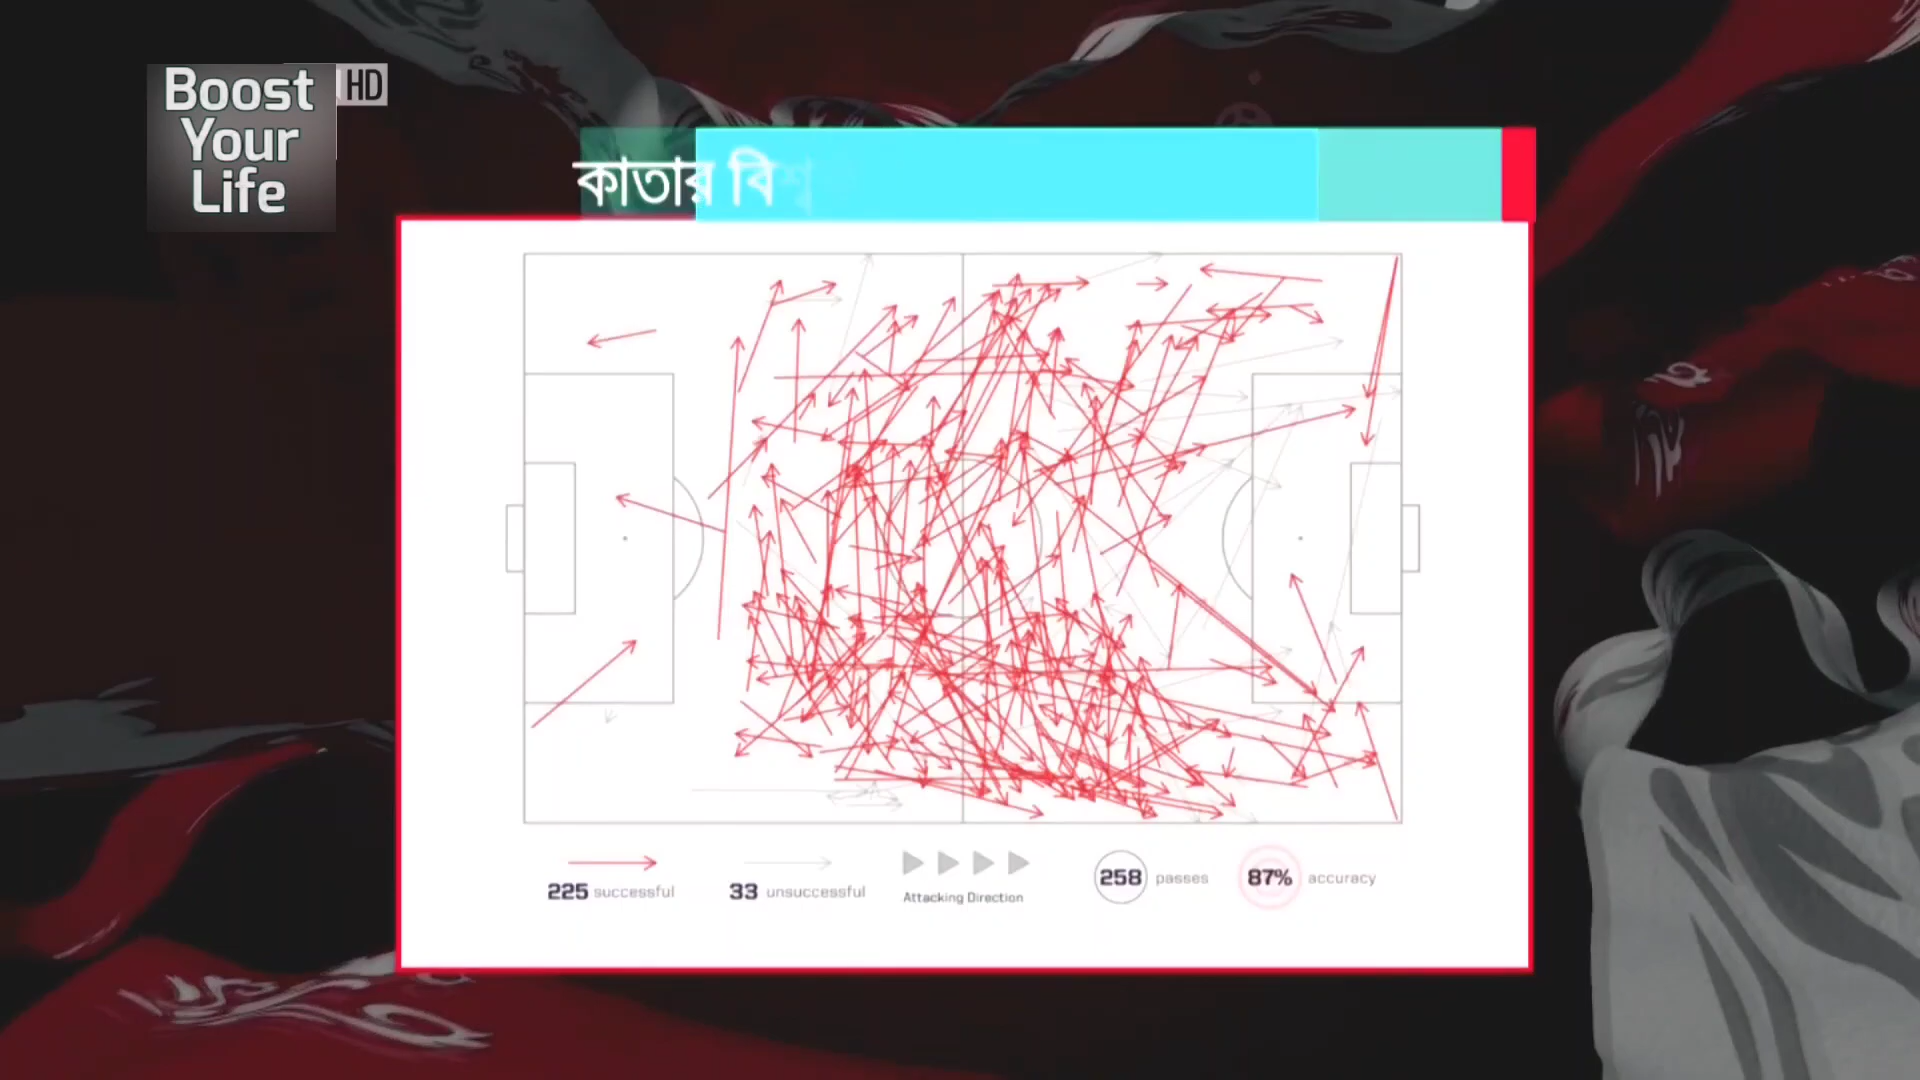 Boost
Your
Life
HD
কাতার বিশ্ব
225 successful
33 unsuccessful
Attacking Direction
258 passes
87% accuracy